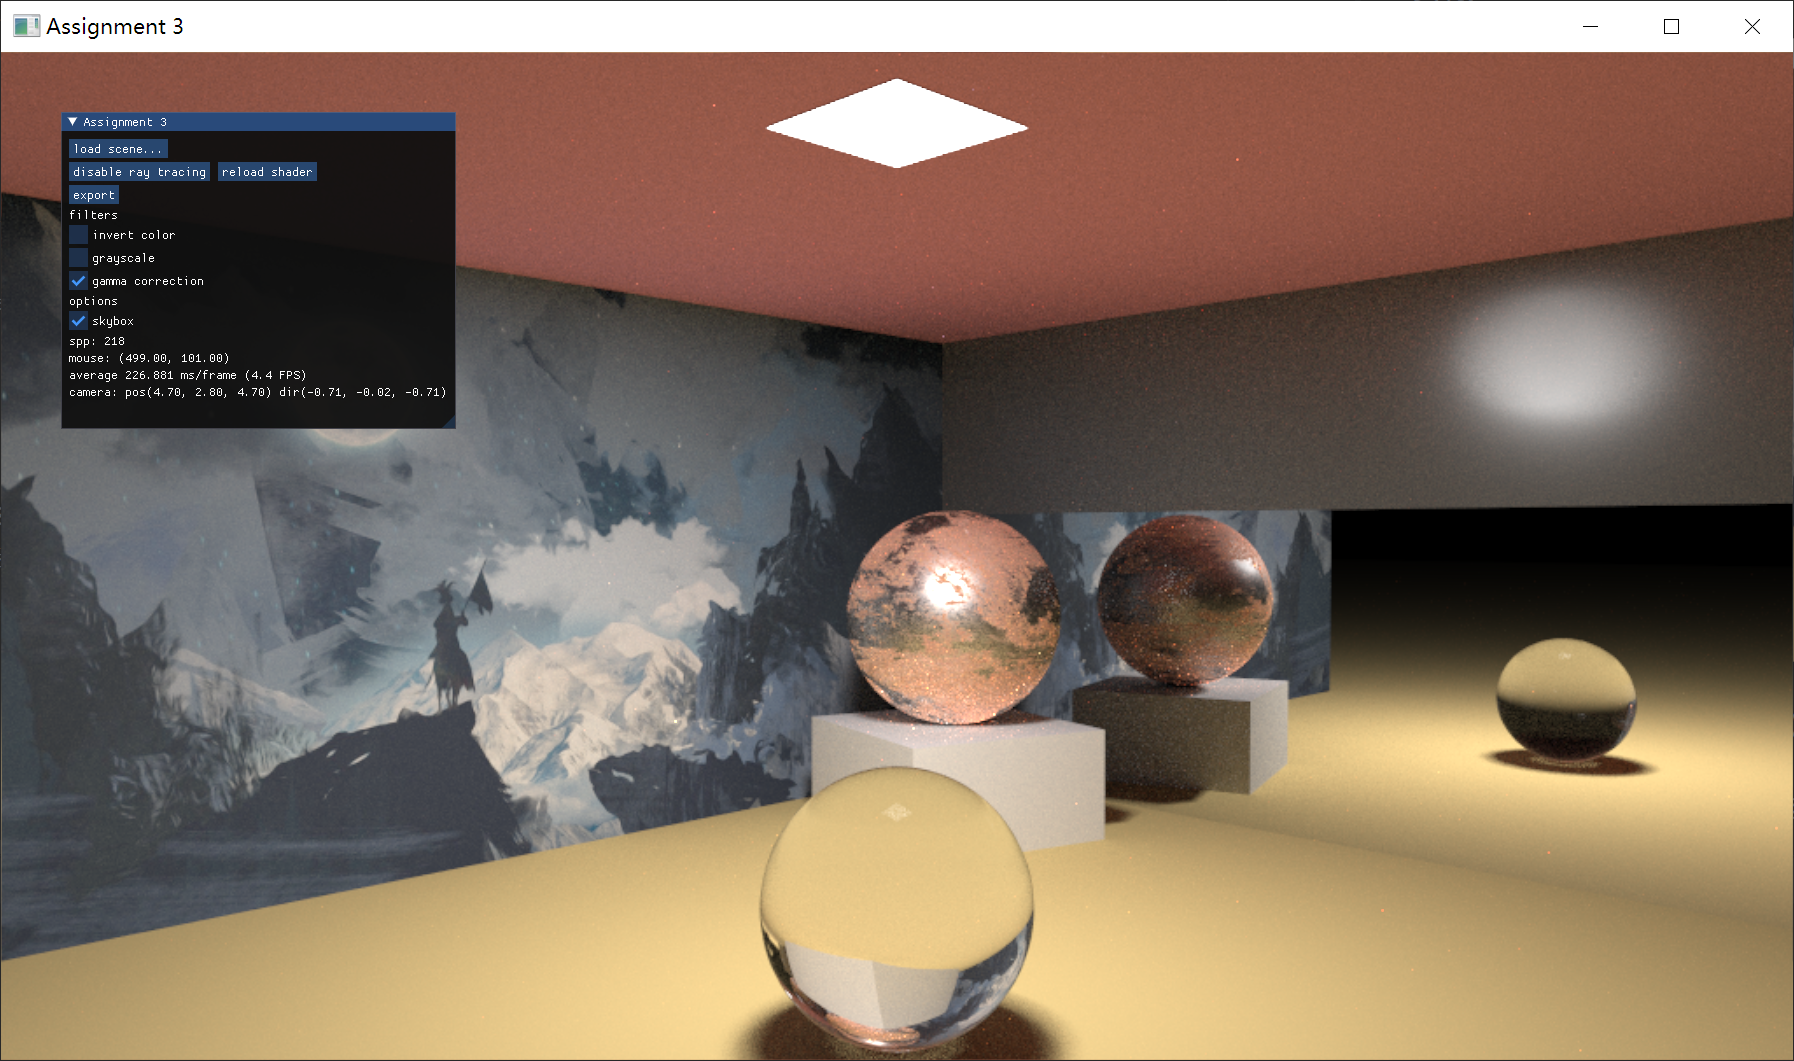 Assignment 3
Assignment 3
load scene...
disable ray tracing reload shader
export
filters
invert color
grayscale
gamma correction
options
skybox
spp: 218
mouse: (499.00, 101.00)
average 226.881 ms/frame (4.4 FPS)
camera: pos(4.70, 2.80, 4.70) dir(-0.71, -0.02, -0.71)